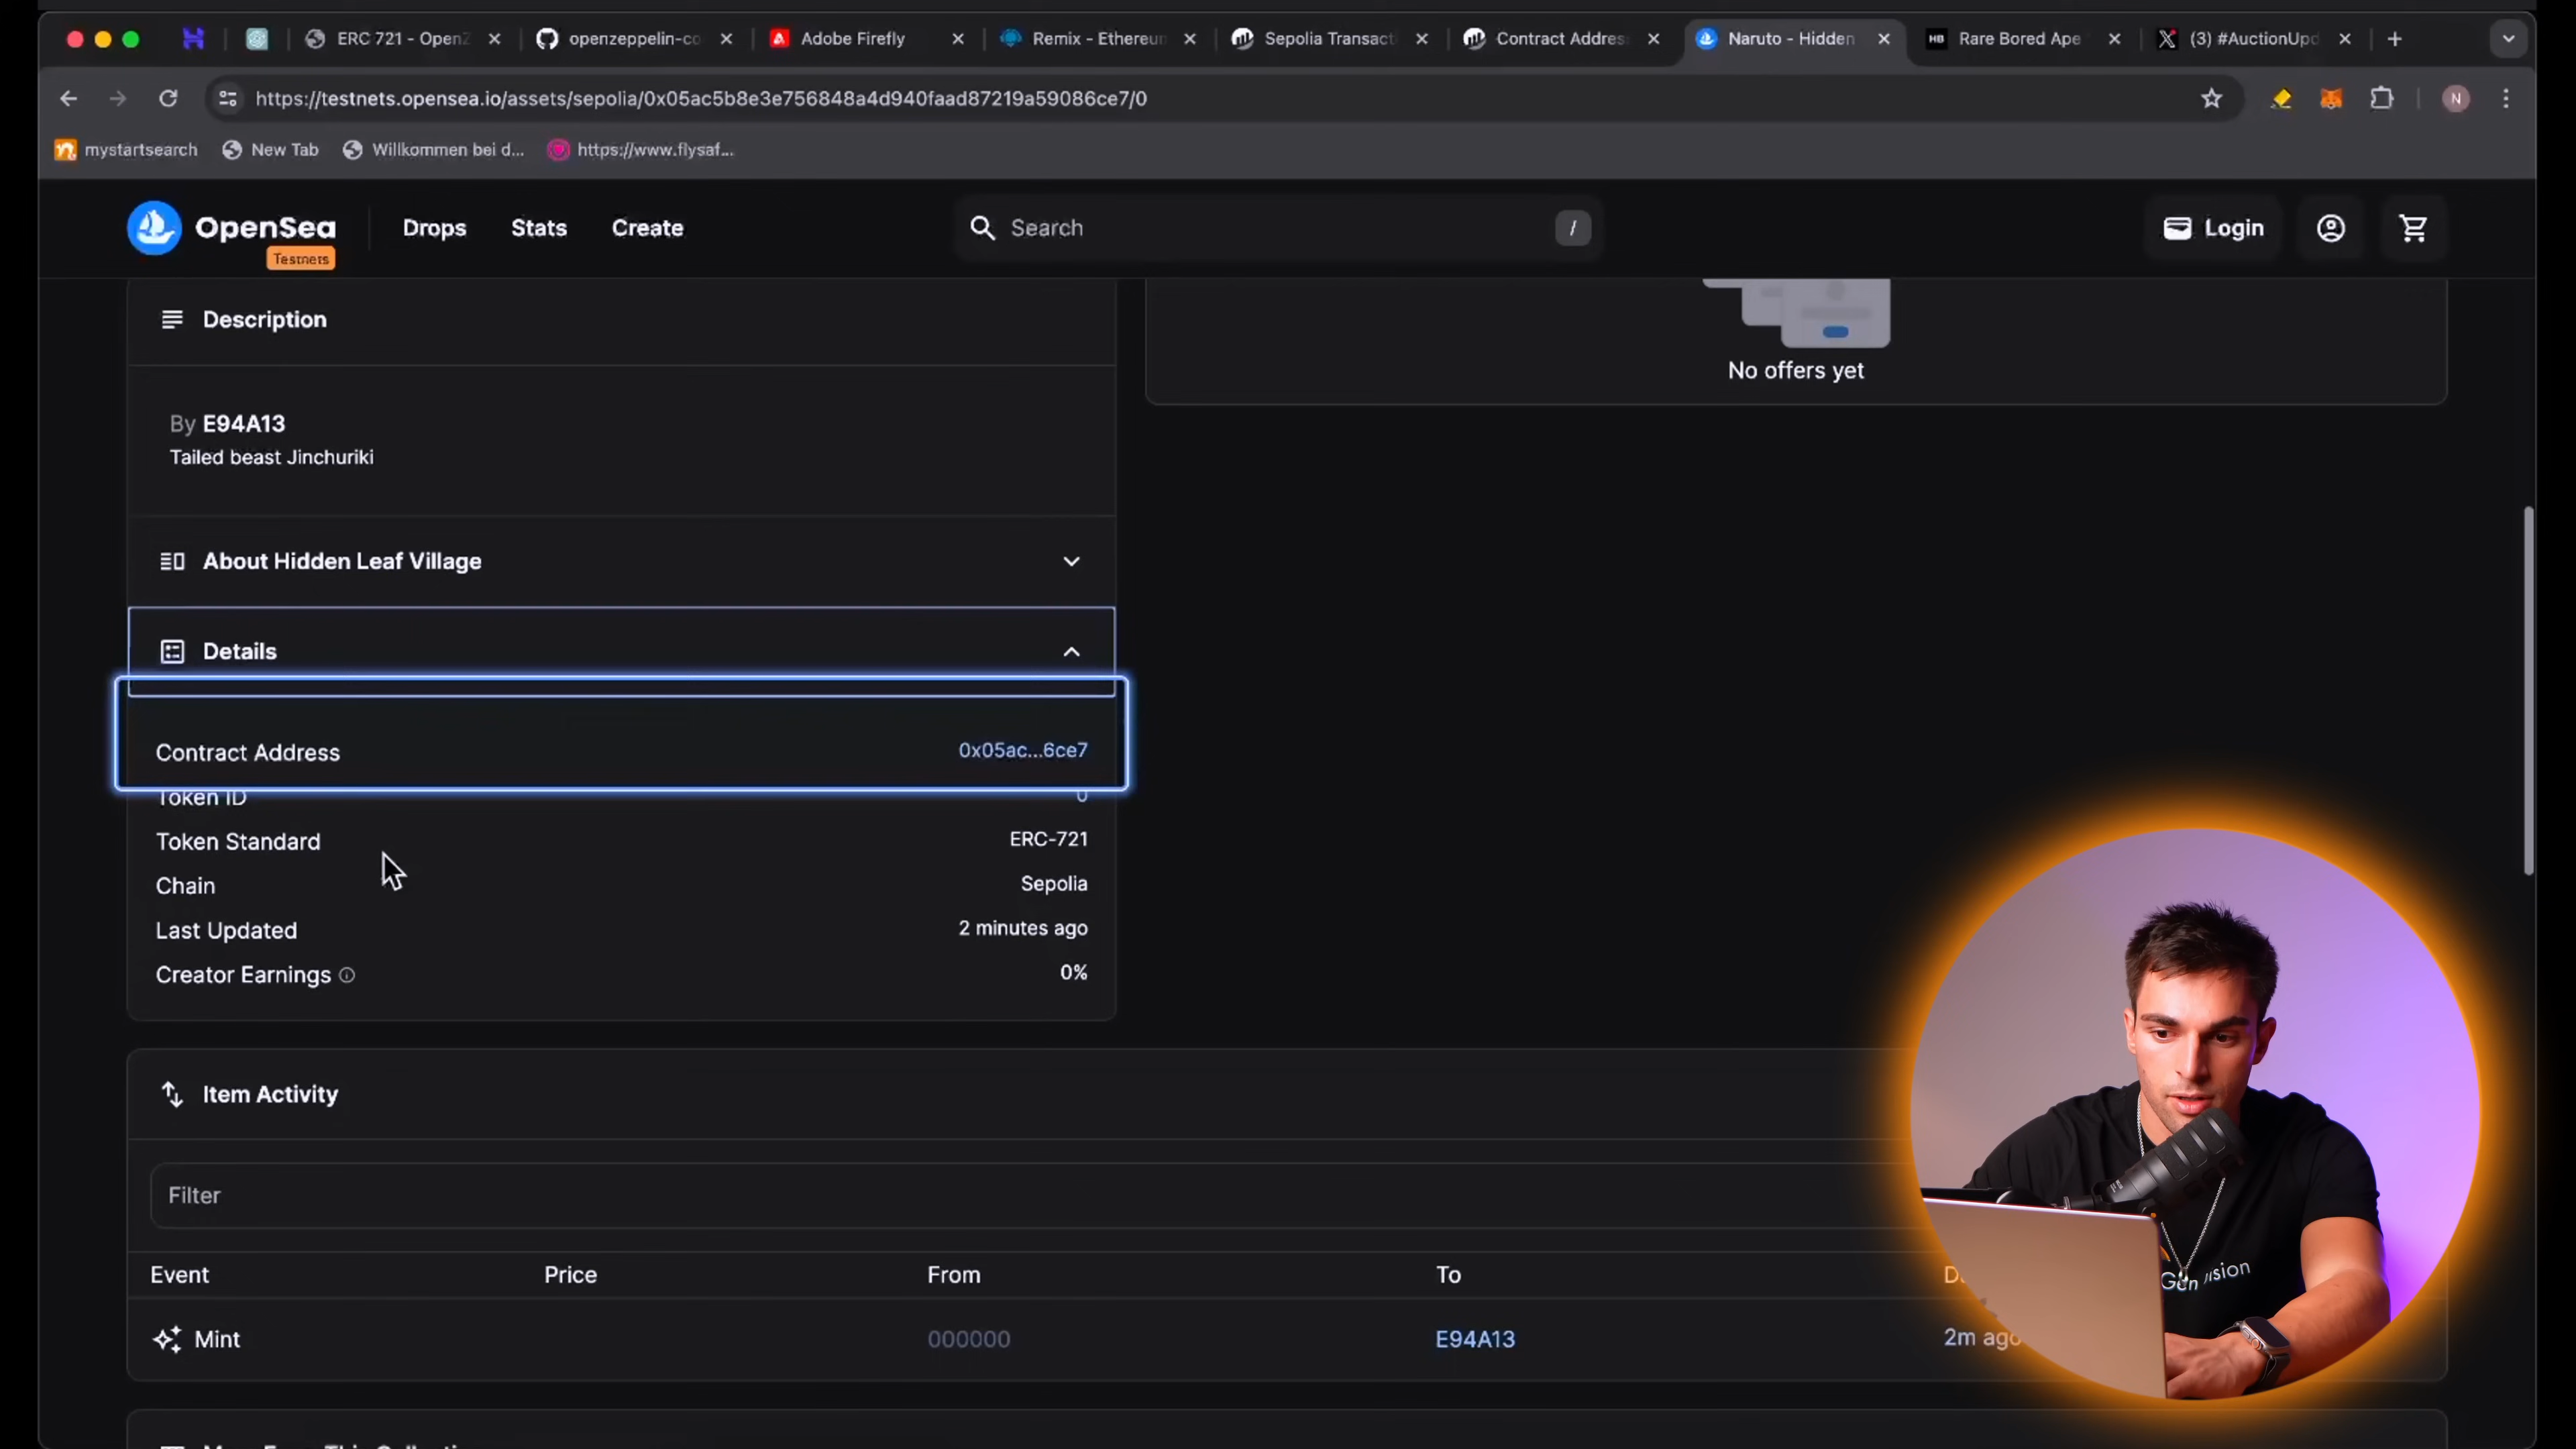 ERC 721 - OpenZ
openzeppelin-co
Adobe Firefly
Remix - Ethereun
Sepolia Transacti
Contract Addres
Naruto - Hidden
Rare Bored Ape
(3) #AuctionUpd
https://testnets.opensea.io/assets/sepolia/0x05ac5b8e3e756848a4d940faad87219a59086ce7/0
N
mystartsearch
New Tab
Willkommen bei d...
https://www.flysaf...
OpenSea
Testnets
Drops
Stats
Create
Search
/
Login
Description
No offers yet
By E94A13
Tailed beast Jinchuriki
About Hidden Leaf Village
Details
Contract Address 0x05ac...6ce7
Token ID 0
Token Standard ERC-721
Chain Sepolia
Last Updated 2 minutes ago
Creator Earnings 0%
Item Activity
Filter
Event Price From To
Mint 000000 E94A13 2m ago